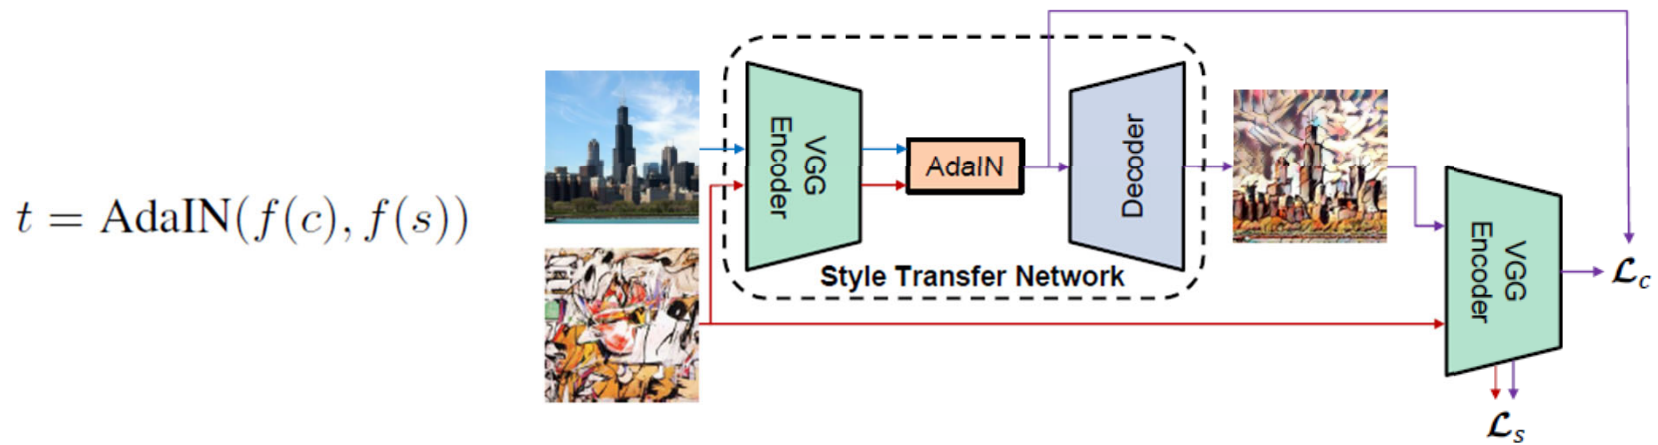 t = AdaIN(f(c), f(s))
VGG
Encoder
AdaIN
Decoder
Style Transfer Network
VGG
Encoder
ℒc
ℒs